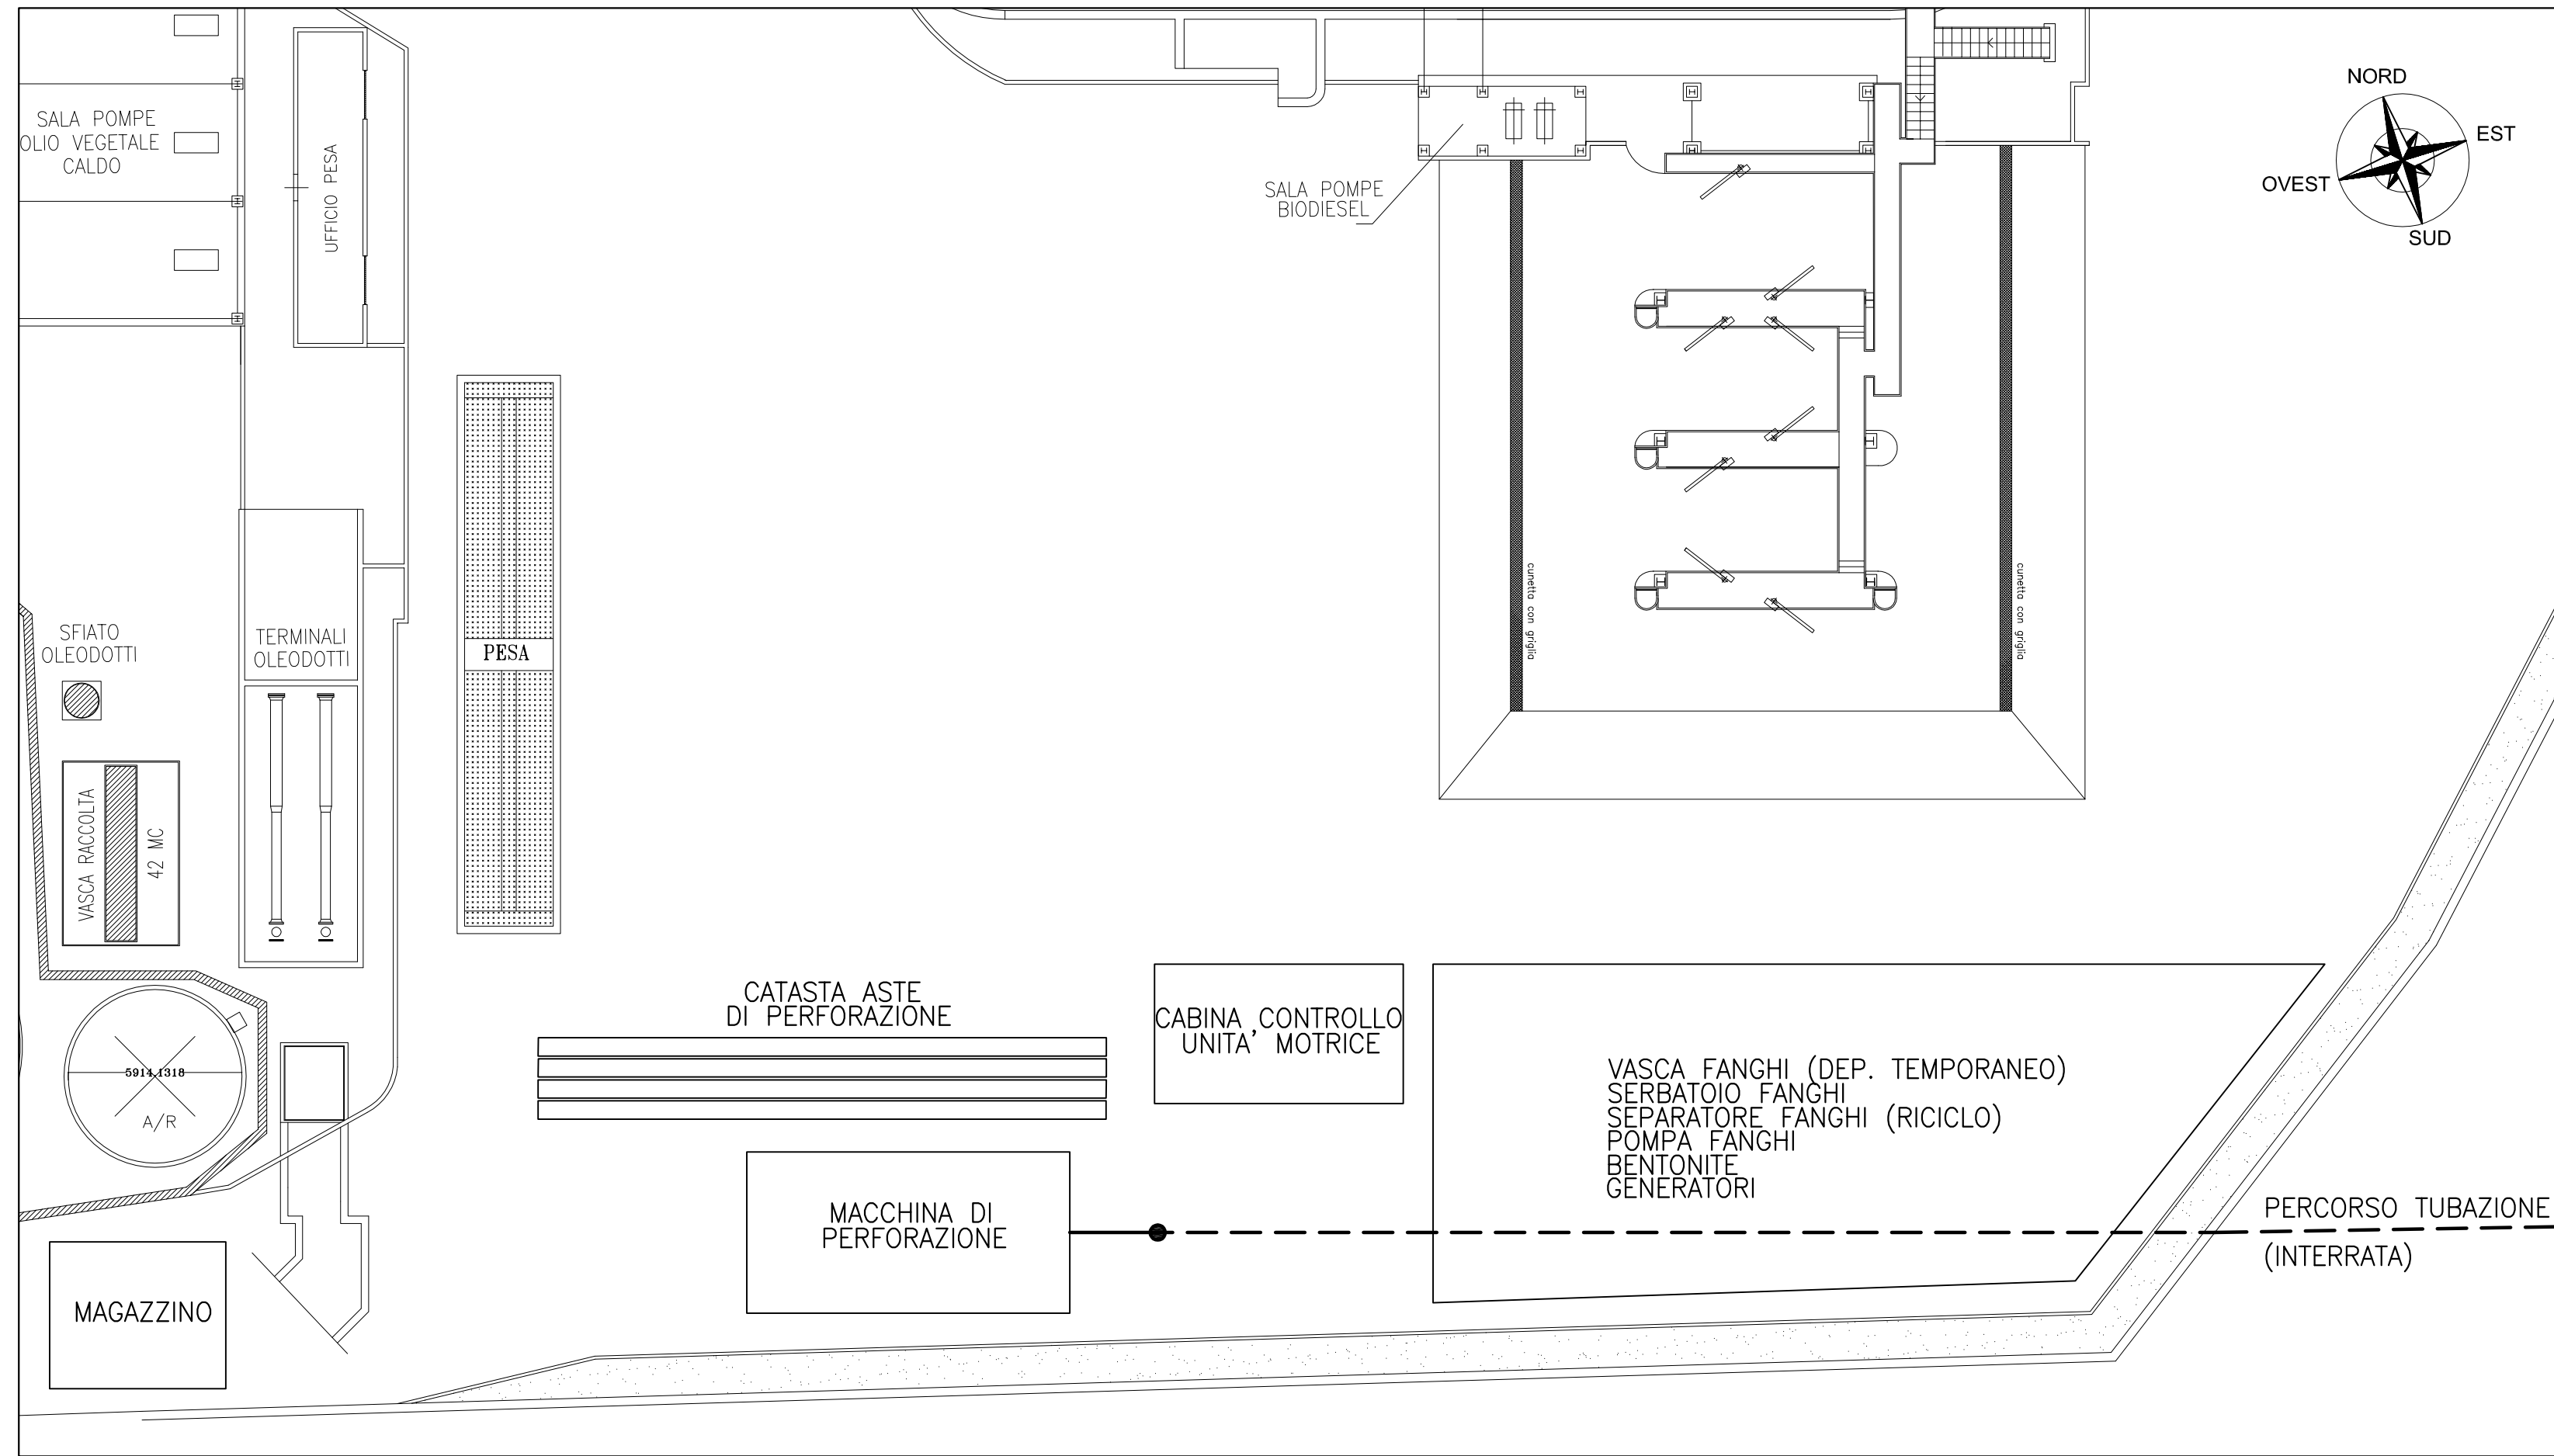 NORD
EST
OVEST
SUD
SALA POMPE
OLIO VEGETALE
CALDO
UFFICIO PESA
SALA POMPE
BIODIESEL
cunetta con griglia
cunetta con griglia
SFIATO
OLEODOTTI
TERMINALI
OLEODOTTI
PESA
VASCA RACCOLTA
42 MC
5914.1318
A/R
CATASTA ASTE
DI PERFORAZIONE
CABINA CONTROLLO
UNITA' MOTRICE
MACCHINA DI
PERFORAZIONE
VASCA FANGHI (DEP. TEMPORANEO)
SERBATOIO FANGHI
SEPARATORE FANGHI (RICICLO)
POMPA FANGHI
BENTONITE
GENERATORI
PERCORSO TUBAZIONE
(INTERRATA)
MAGAZZINO